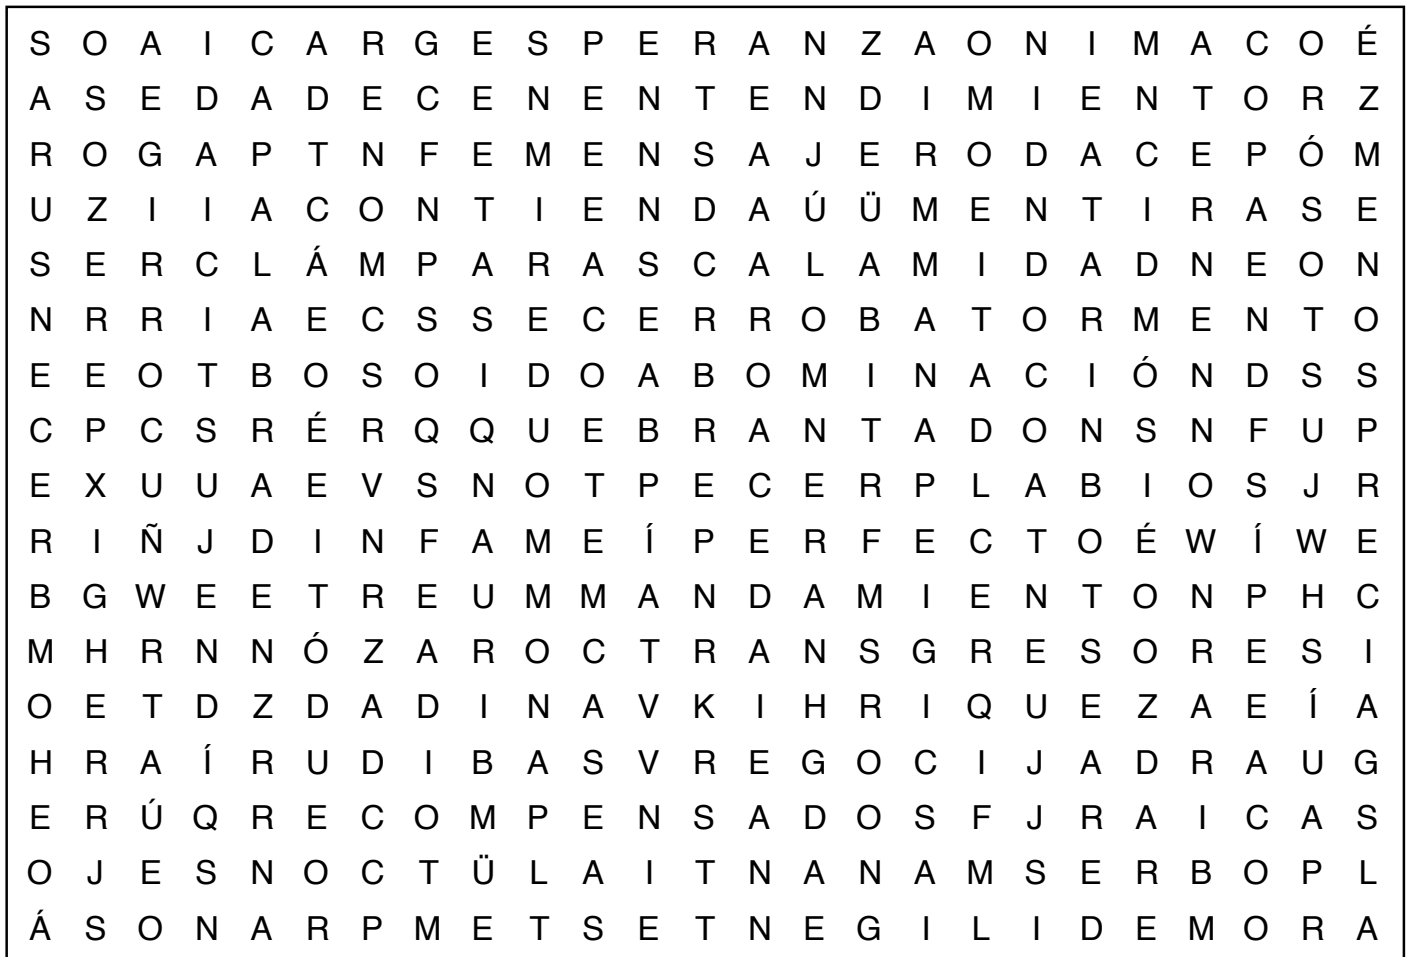 S O A I C A R G E S P E R A N Z A O N I M A C O É
A S E D A D E C E N E N T E N D I M I E N T O R Z
R O G A P T N F E M E N S A J E R O D A C E P Ó M
U Z I I A C O N T I E N D A Ú Ü M E N T I R A S E
S E R C L Á M P A R A S C A L A M I D A D N E O N
N R R I A E C S S E C E R R O B A T O R M E N T O
E E O T B O S O I D O A B O M I N A C I Ó N D S S
C P C S R É R Q Q U E B R A N T A D O N S N F U P
E X U U A E V S N O T P E C E R P L A B I O S J R
R I Ñ J D I N F A M E Í P E R F E C T O É W Í W E
B G W E E T R E U M M A N D A M I E N T O N P H C
M H R N N Ó Z A R O C T R A N S G R E S O R E S I
O E T D Z D A D I N A V K I H R I Q U E Z A E Í A
H R A Í R U D I B A S V R E G O C I J A D R A U G
E R Ú Q R E C O M P E N S A D O S F J R A I C A S
O J E S N O C T Ü L A I T N A N A M S E R B O P L
Á S O N A R P M E T S E T N E G I L I D E M O R A